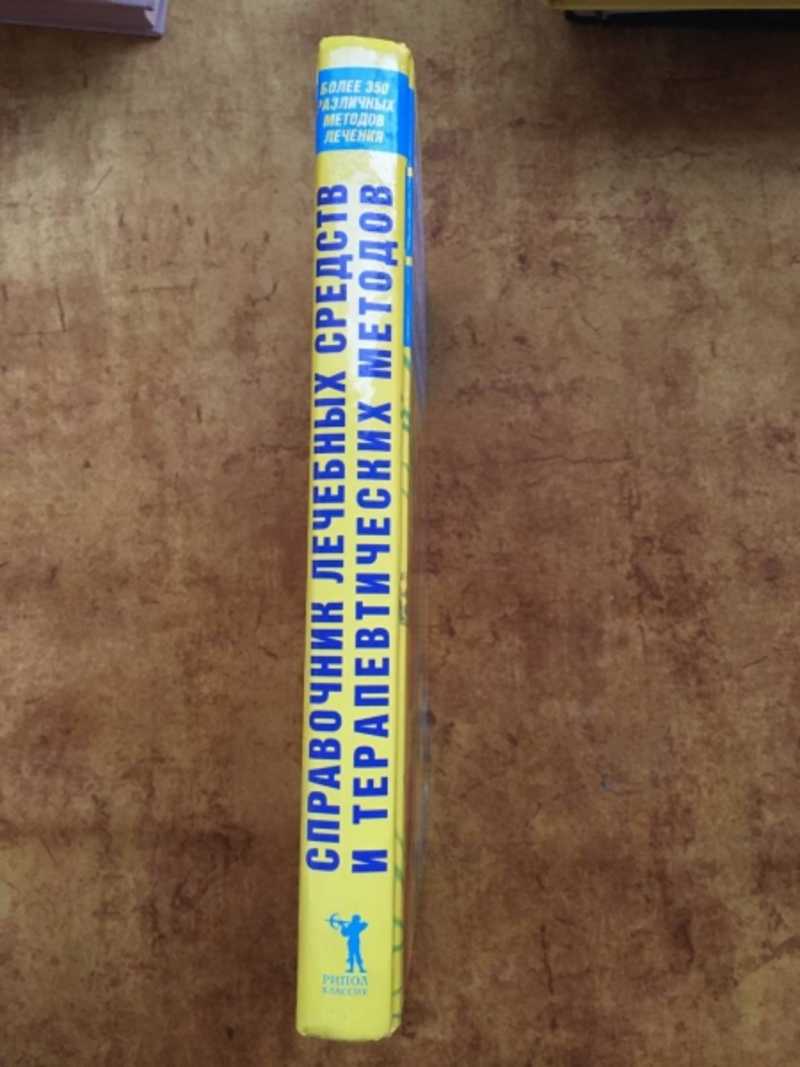 БОЛЕЕ 350
РАЗЛИЧНЫХ
МЕТОДОВ
ЛЕЧЕНИЯ
СПРАВОЧНИК ЛЕЧЕБНЫХ СРЕДСТВ
И ТЕРАПЕВТИЧЕСКИХ МЕТОДОВ
РИПОЛ
КЛАССИК